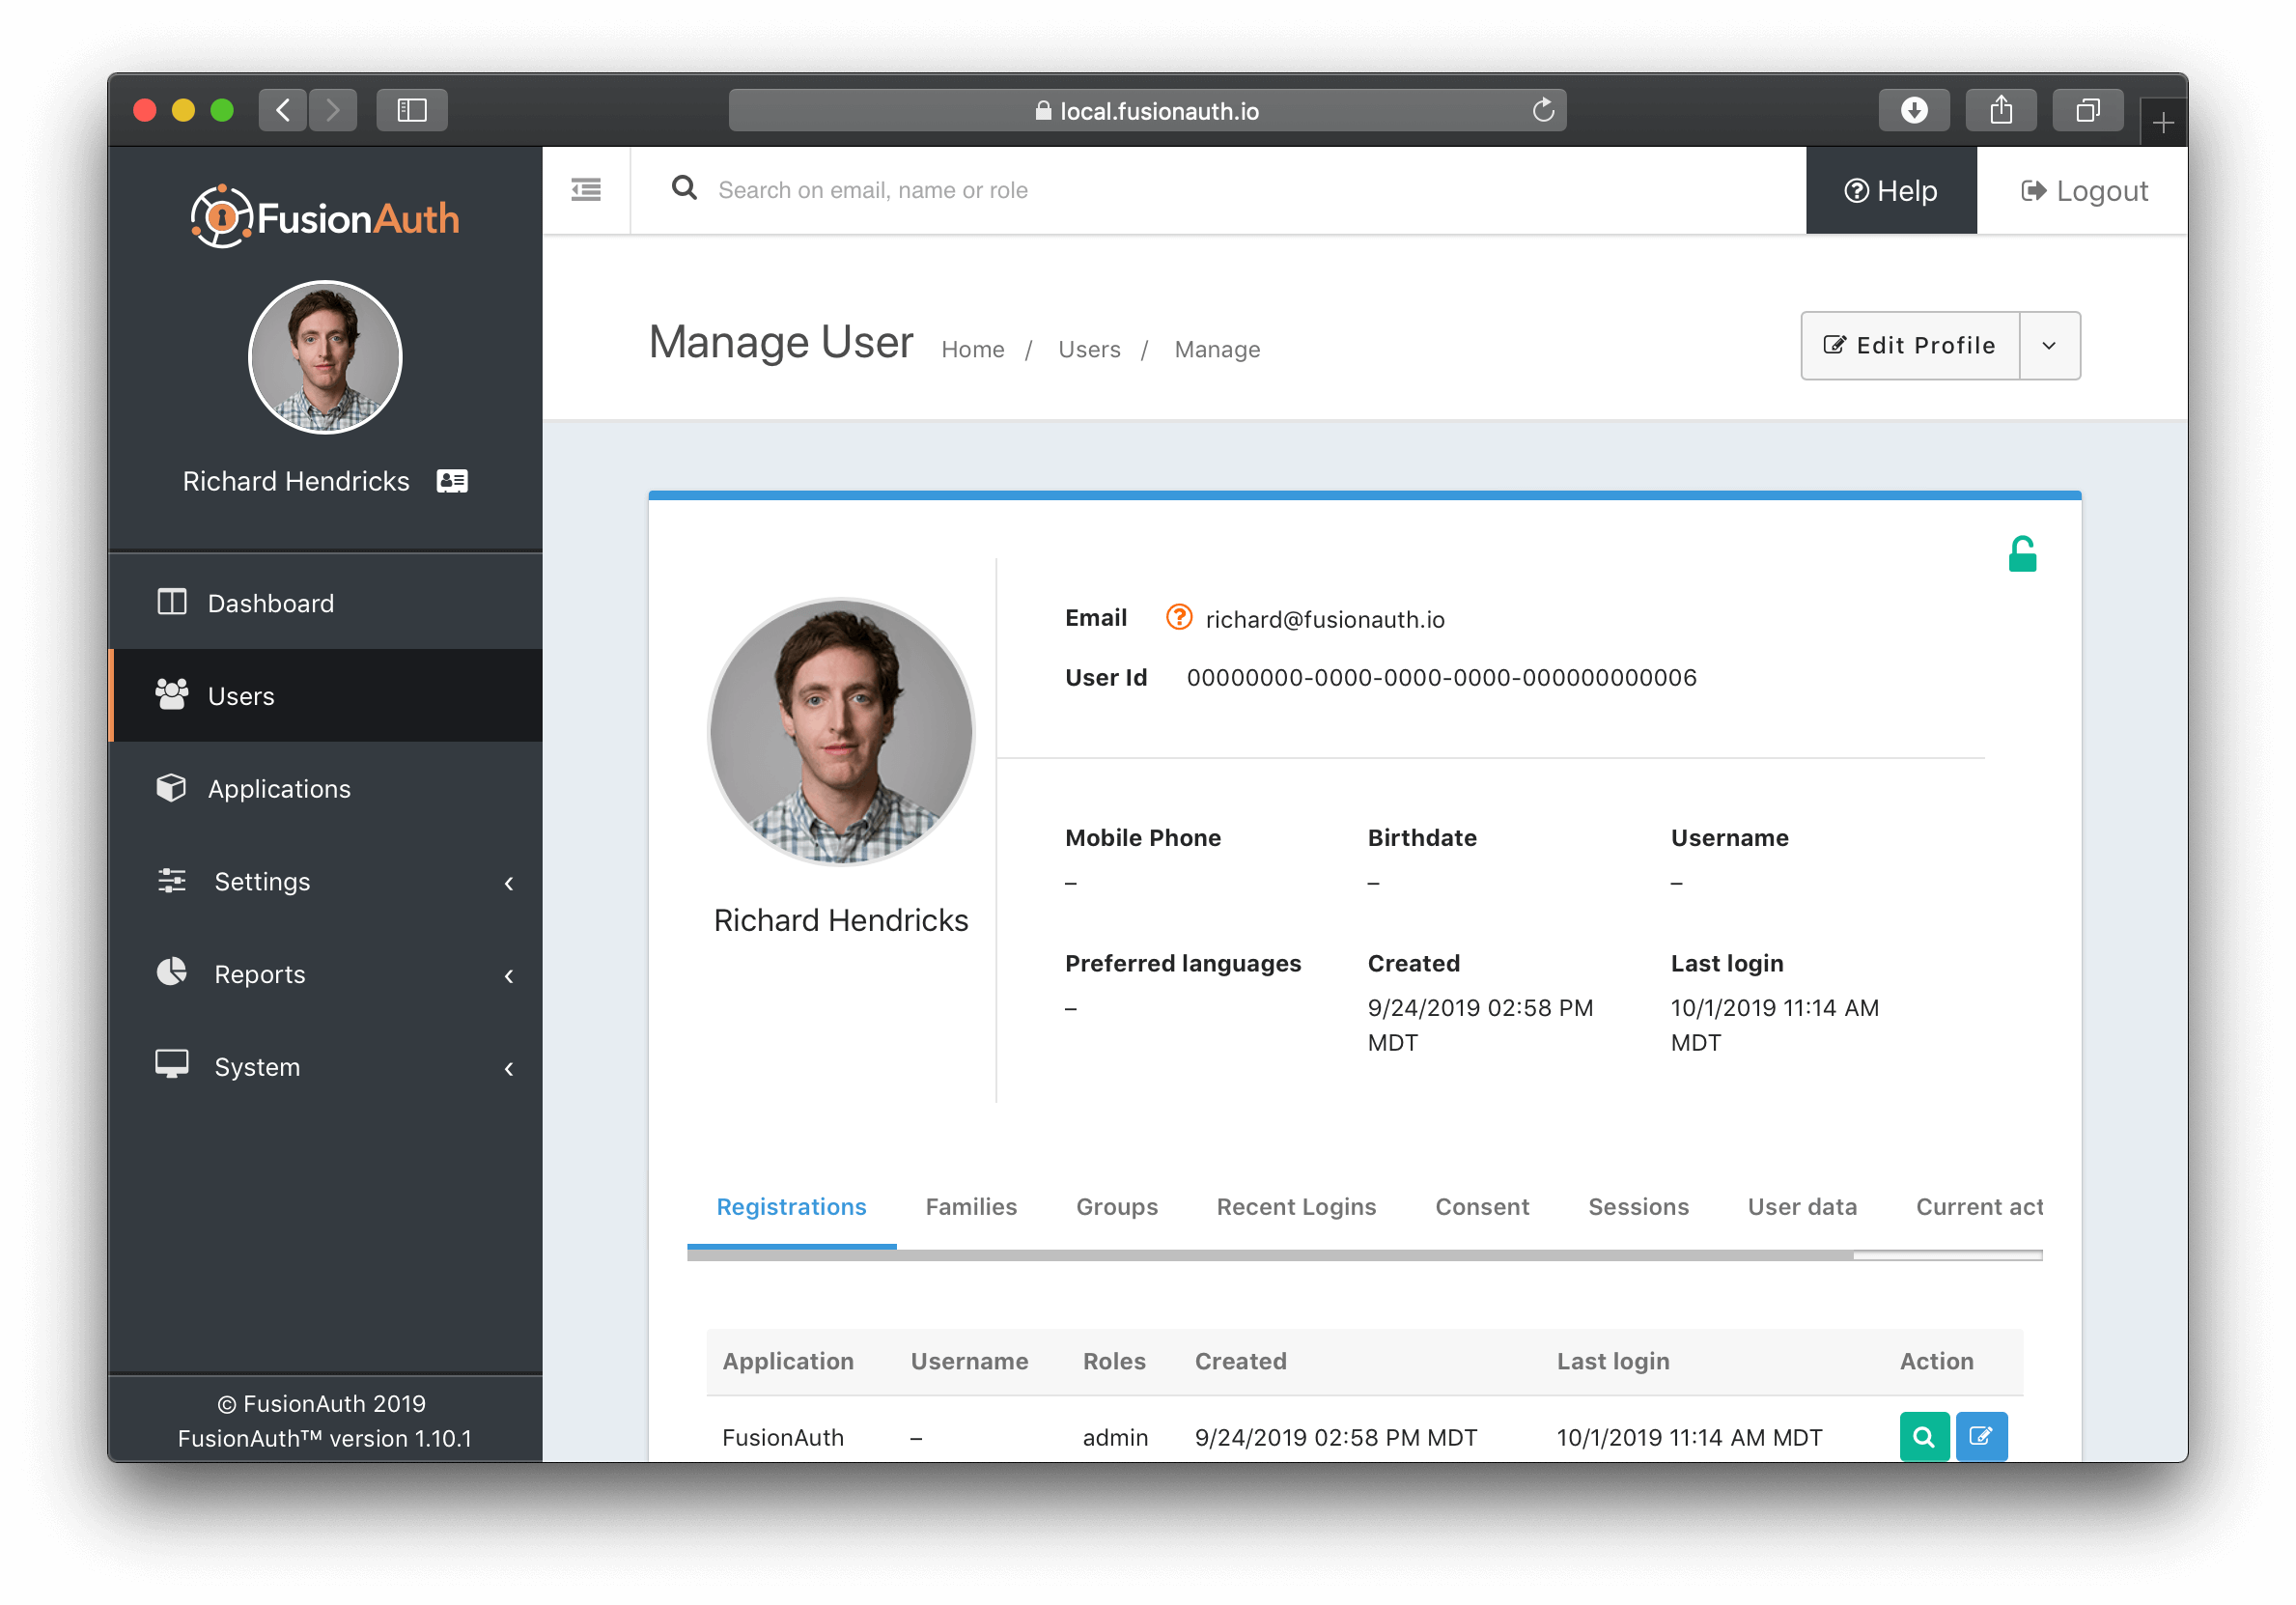 local.fusionauth.io
FusionAuth
Richard Hendricks
Dashboard
Users
Applications
Settings
Reports
System
© FusionAuth 2019
FusionAuth™ version 1.10.1
Search on email, name or role
Help
Logout
Manage User Home / Users / Manage
Edit Profile
Richard Hendricks
Email richard@fusionauth.io
User Id 00000000-0000-0000-0000-000000000006
Mobile Phone Birthdate Username
– – –
Preferred languages Created Last login
– 9/24/2019 02:58 PM 10/1/2019 11:14 AM
MDT MDT
Registrations Families Groups Recent Logins Consent Sessions User data Current act
Application Username Roles Created Last login Action
FusionAuth – admin 9/24/2019 02:58 PM MDT 10/1/2019 11:14 AM MDT